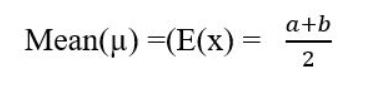 Mean(μ) =(E(x) = a+b/2